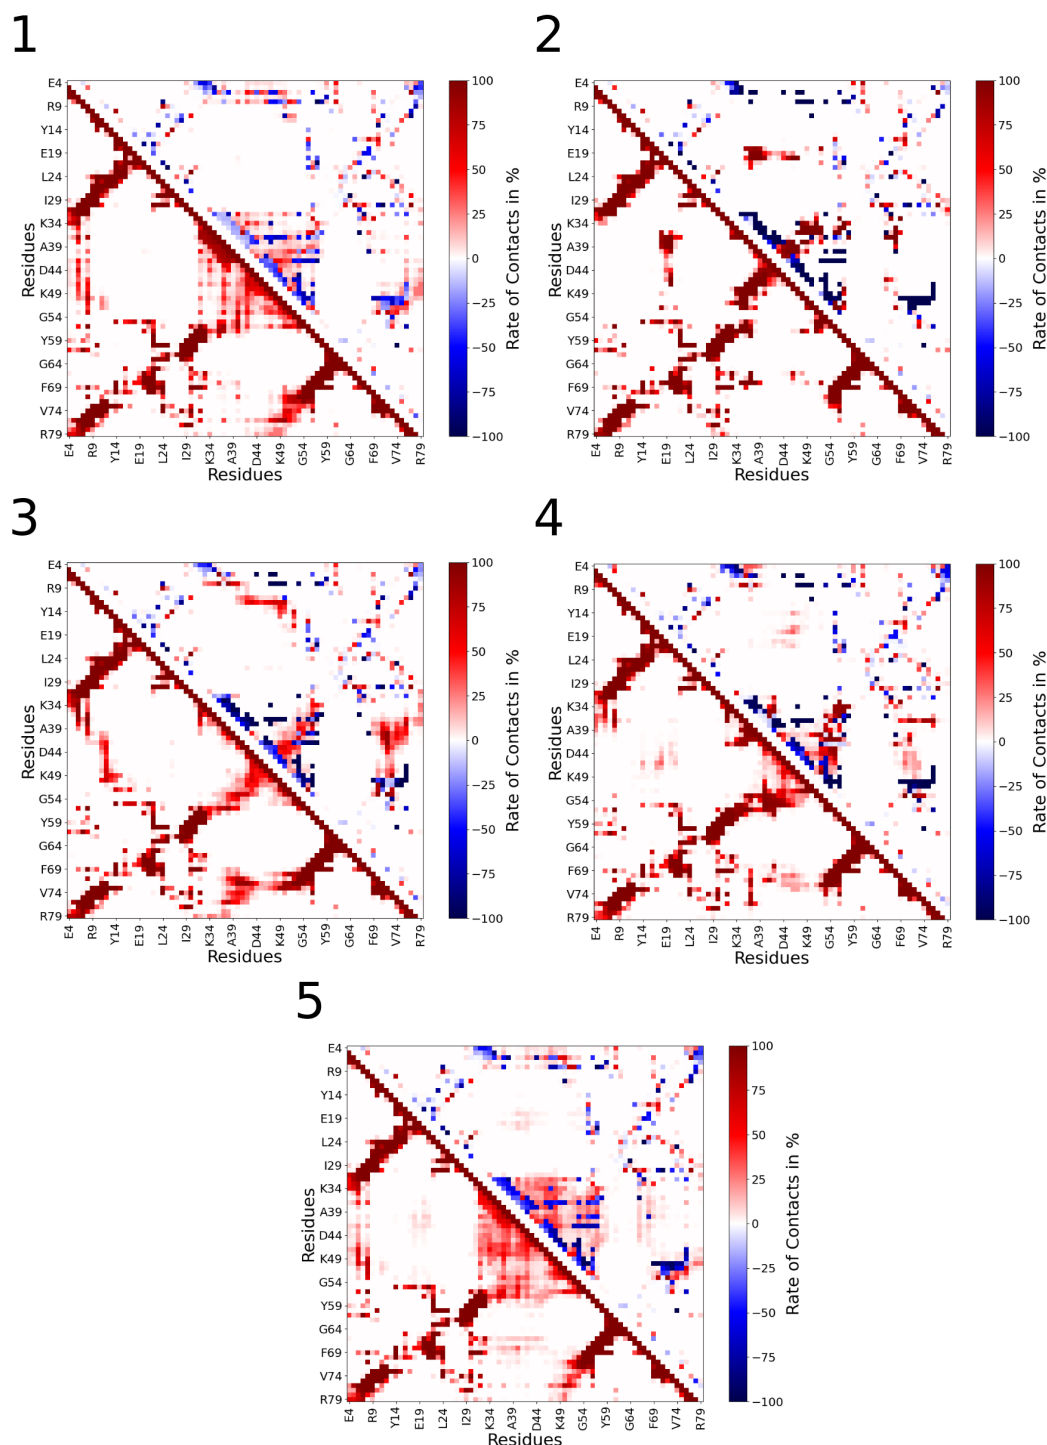 1
2
E4
R9
Y14
E19
L24
I29
K34
A39
D44
K49
G54
Y59
G64
F69
V74
R79
Residues
E4 R9 Y14 E19 L24 I29 K34 A39 D44 K49 G54 Y59 G64 F69 V74 R79
Residues
100
75
50
25
0
−25
−50
−75
−100
Rate of Contacts in %
E4
R9
Y14
E19
L24
I29
K34
A39
D44
K49
G54
Y59
G64
F69
V74
R79
Residues
E4 R9 Y14 E19 L24 I29 K34 A39 D44 K49 G54 Y59 G64 F69 V74 R79
Residues
100
75
50
25
0
−25
−50
−75
−100
Rate of Contacts in %
3
4
E4
R9
Y14
E19
L24
I29
K34
A39
D44
K49
G54
Y59
G64
F69
V74
R79
Residues
E4 R9 Y14 E19 L24 I29 K34 A39 D44 K49 G54 Y59 G64 F69 V74 R79
Residues
100
75
50
25
0
−25
−50
−75
−100
Rate of Contacts in %
E4
R9
Y14
E19
L24
I29
K34
A39
D44
K49
G54
Y59
G64
F69
V74
R79
Residues
E4 R9 Y14 E19 L24 I29 K34 A39 D44 K49 G54 Y59 G64 F69 V74 R79
Residues
100
75
50
25
0
−25
−50
−75
−100
Rate of Contacts in %
5
E4
R9
Y14
E19
L24
I29
K34
A39
D44
K49
G54
Y59
G64
F69
V74
R79
Residues
E4 R9 Y14 E19 L24 I29 K34 A39 D44 K49 G54 Y59 G64 F69 V74 R79
Residues
100
75
50
25
0
−25
−50
−75
−100
Rate of Contacts in %